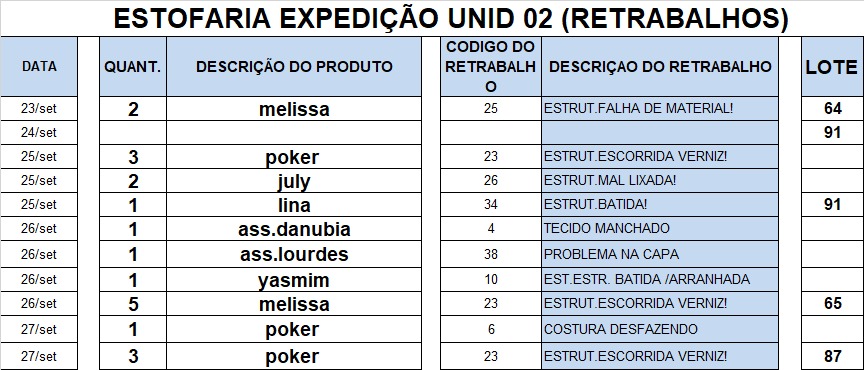 ESTOFARIA EXPEDIÇÃO UNID 02 (RETRABALHOS)
DATA QUANT. DESCRIÇÃO DO PRODUTO CODIGO DO RETRABALHO DESCRIÇAO DO RETRABALHO LOTE
23/set 2 melissa 25 ESTRUT.FALHA DE MATERIAL! 64
24/set 91
25/set 3 poker 23 ESTRUT.ESCORRIDA VERNIZ!
25/set 2 july 26 ESTRUT.MAL LIXADA!
25/set 1 lina 34 ESTRUT.BATIDA! 91
26/set 1 ass.danubia 4 TECIDO MANCHADO
26/set 1 ass.lourdes 38 PROBLEMA NA CAPA
26/set 1 yasmim 10 EST.ESTR. BATIDA /ARRANHADA
26/set 5 melissa 23 ESTRUT.ESCORRIDA VERNIZ! 65
27/set 1 poker 6 COSTURA DESFAZENDO
27/set 3 poker 23 ESTRUT.ESCORRIDA VERNIZ! 87